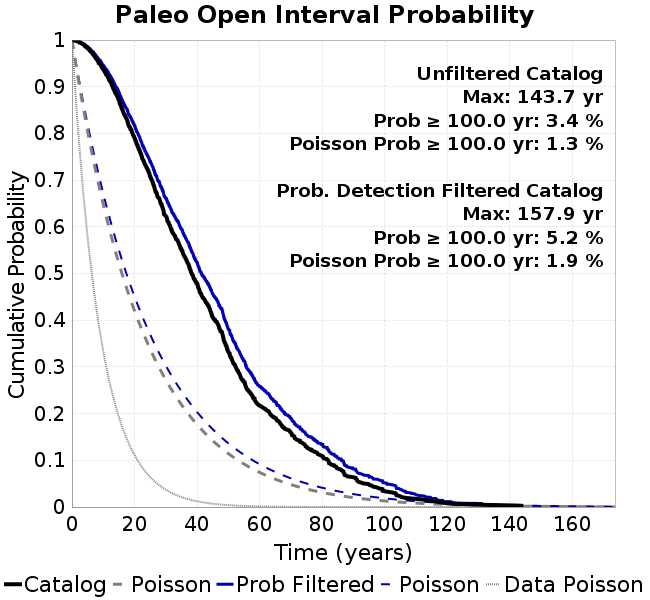 Paleo Open Interval Probability
Cumulative Probability
1
0.9
0.8
0.7
0.6
0.5
0.4
0.3
0.2
0.1
0
Unfiltered Catalog
Max: 143.7 yr
Prob ≥ 100.0 yr: 3.4 %
Poisson Prob ≥ 100.0 yr: 1.3 %
Prob. Detection Filtered Catalog
Max: 157.9 yr
Prob ≥ 100.0 yr: 5.2 %
Poisson Prob ≥ 100.0 yr: 1.9 %
0 20 40 60 80 100 120 140 160
Time (years)
Catalog Poisson Prob Filtered Poisson Data Poisson